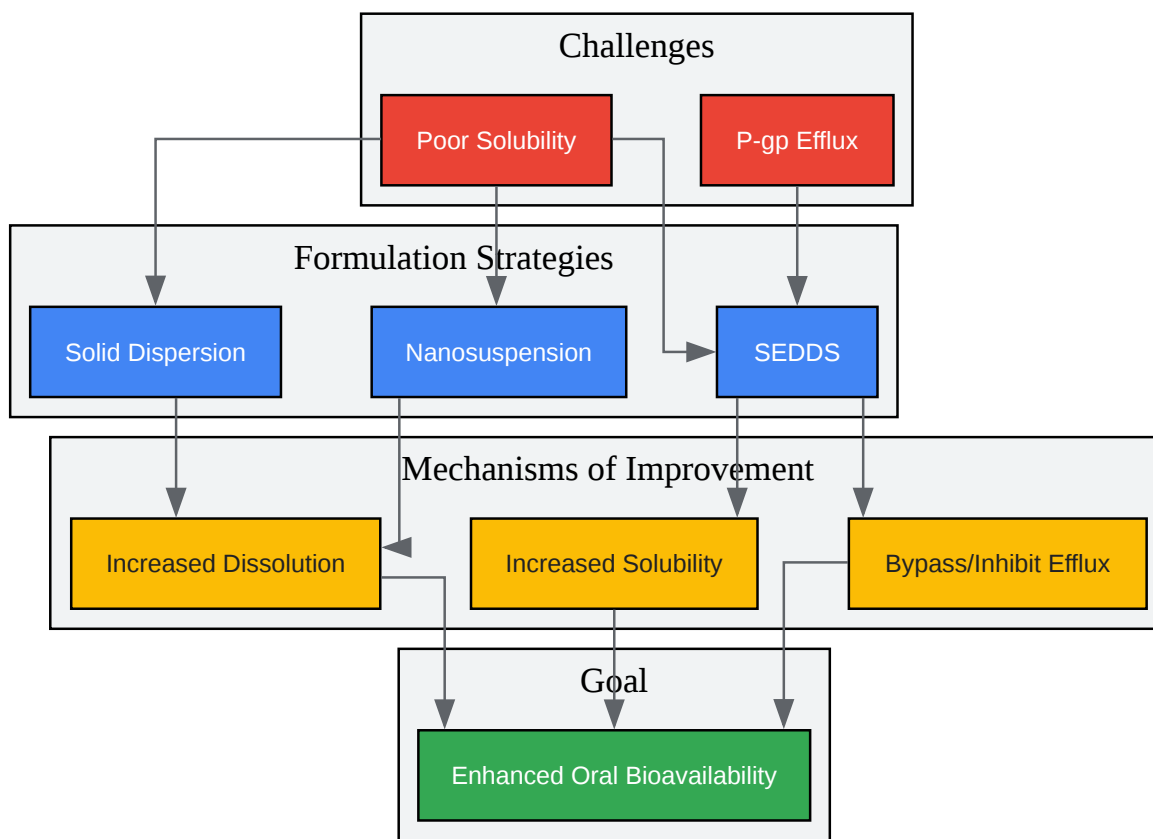 Challenges
Poor Solubility
P-gp Efflux
Formulation Strategies
Solid Dispersion
Nanosuspension
SEDDS
Mechanisms of Improvement
Increased Dissolution
Increased Solubility
Bypass/Inhibit Efflux
Goal
Enhanced Oral Bioavailability